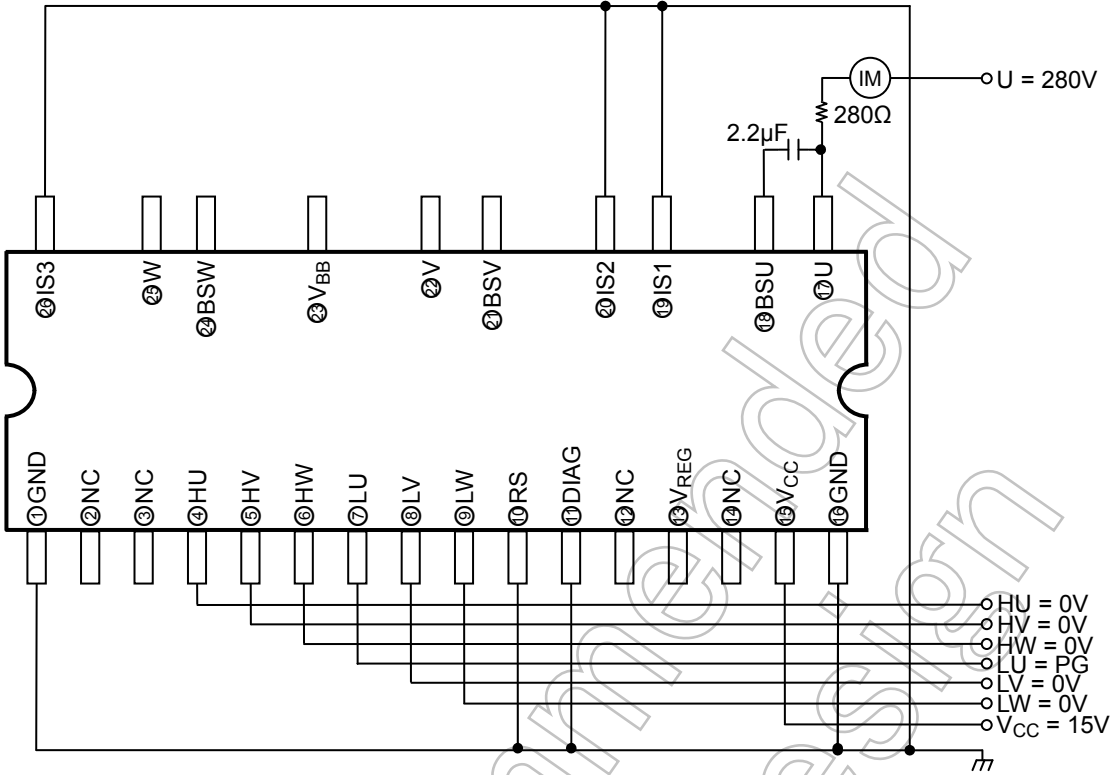 IM
U = 280V
280Ω
2.2μF
㉖IS3
㉕W
㉔BSW
㉓VBB
㉒V
㉑BSV
⑳IS2
⑲IS1
⑱BSU
⑰U
①GND
②NC
③NC
④HU
⑤HV
⑥HW
⑦LU
⑧LV
⑨LW
⑩RS
⑪DIAG
⑫NC
⑬VREG
⑭NC
⑮VCC
⑯GND
HU = 0V
HV = 0V
HW = 0V
LU = PG
LV = 0V
LW = 0V
VCC = 15V
mmended
esign